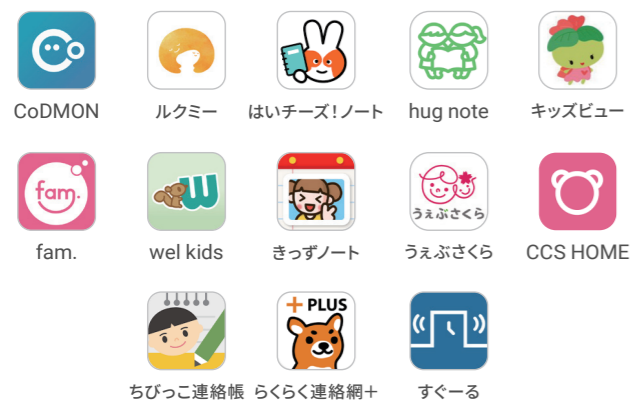 CoDMON
ルクミー
はいチーズ!ノート
hug note
キッズビュー
fam.
fam.
wel kids
w
きっずノート
うぇぶさくら
うぇぶさくら
CCS HOME
ちびっこ連絡帳
+ PLUS
らくらく連絡網+
すぐーる